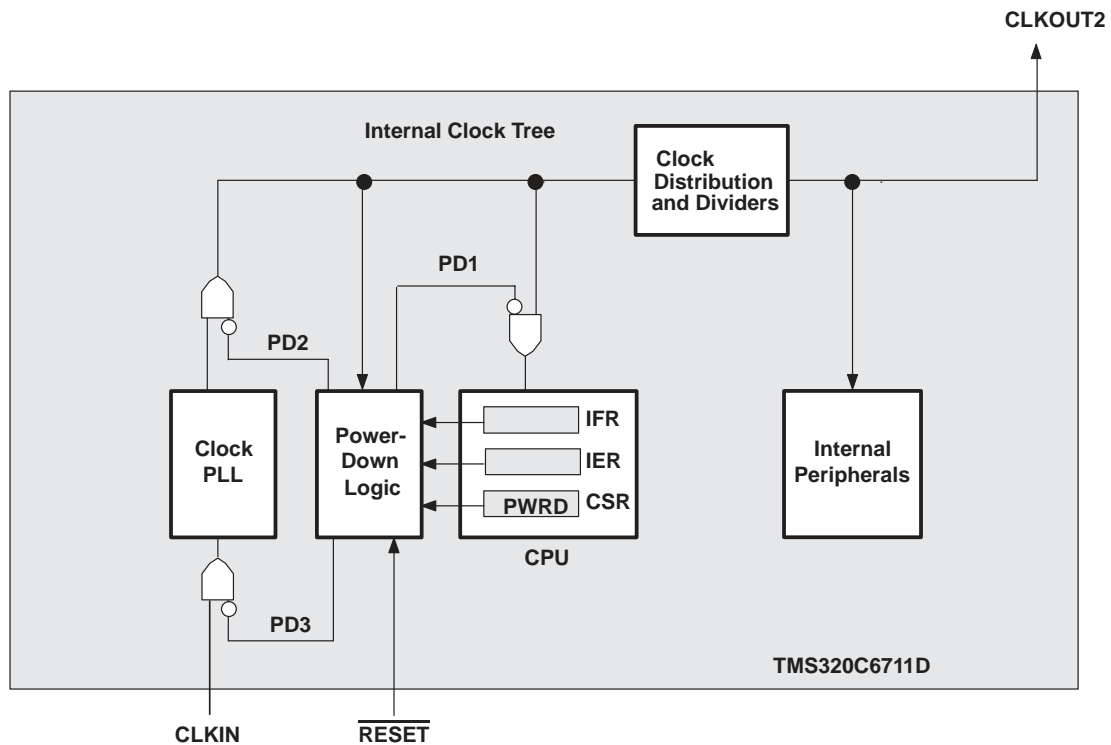 CLKOUT2
Internal Clock Tree
Clock
Distribution
and Dividers
PD1
PD2
Clock
PLL
Power-
Down
Logic
IFR
IER
PWRD
CSR
CPU
Internal
Peripherals
PD3
TMS320C6711D
CLKIN
RESET